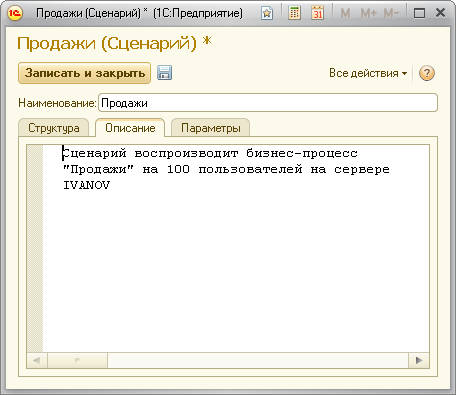 Продажи (Сценарий) * (1С:Предприятие)
M M+ M-
Продажи (Сценарий) *
Записать и закрыть
Все действия
?
Наименование: Продажи
Структура Описание Параметры
Сценарий воспроизводит бизнес-процесс
"Продажи" на 100 пользователей на сервере
IVANOV